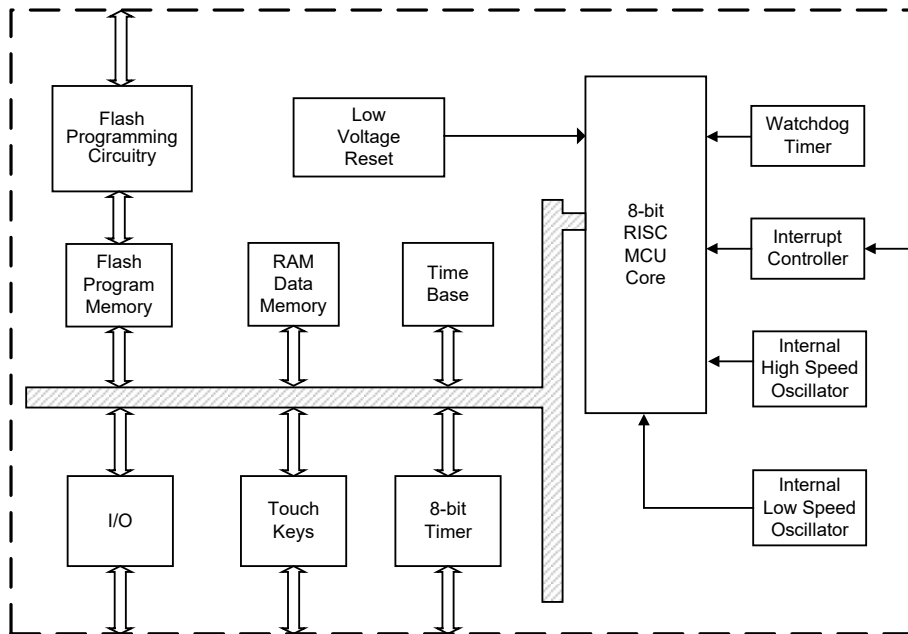 Flash
Programming
Circuitry
Low
Voltage
Reset
Watchdog
Timer
8-bit
RISC
MCU
Core
Interrupt
Controller
Flash
Program
Memory
RAM
Data
Memory
Time
Base
Internal
High Speed
Oscillator
I/O
Touch
Keys
8-bit
Timer
Internal
Low Speed
Oscillator